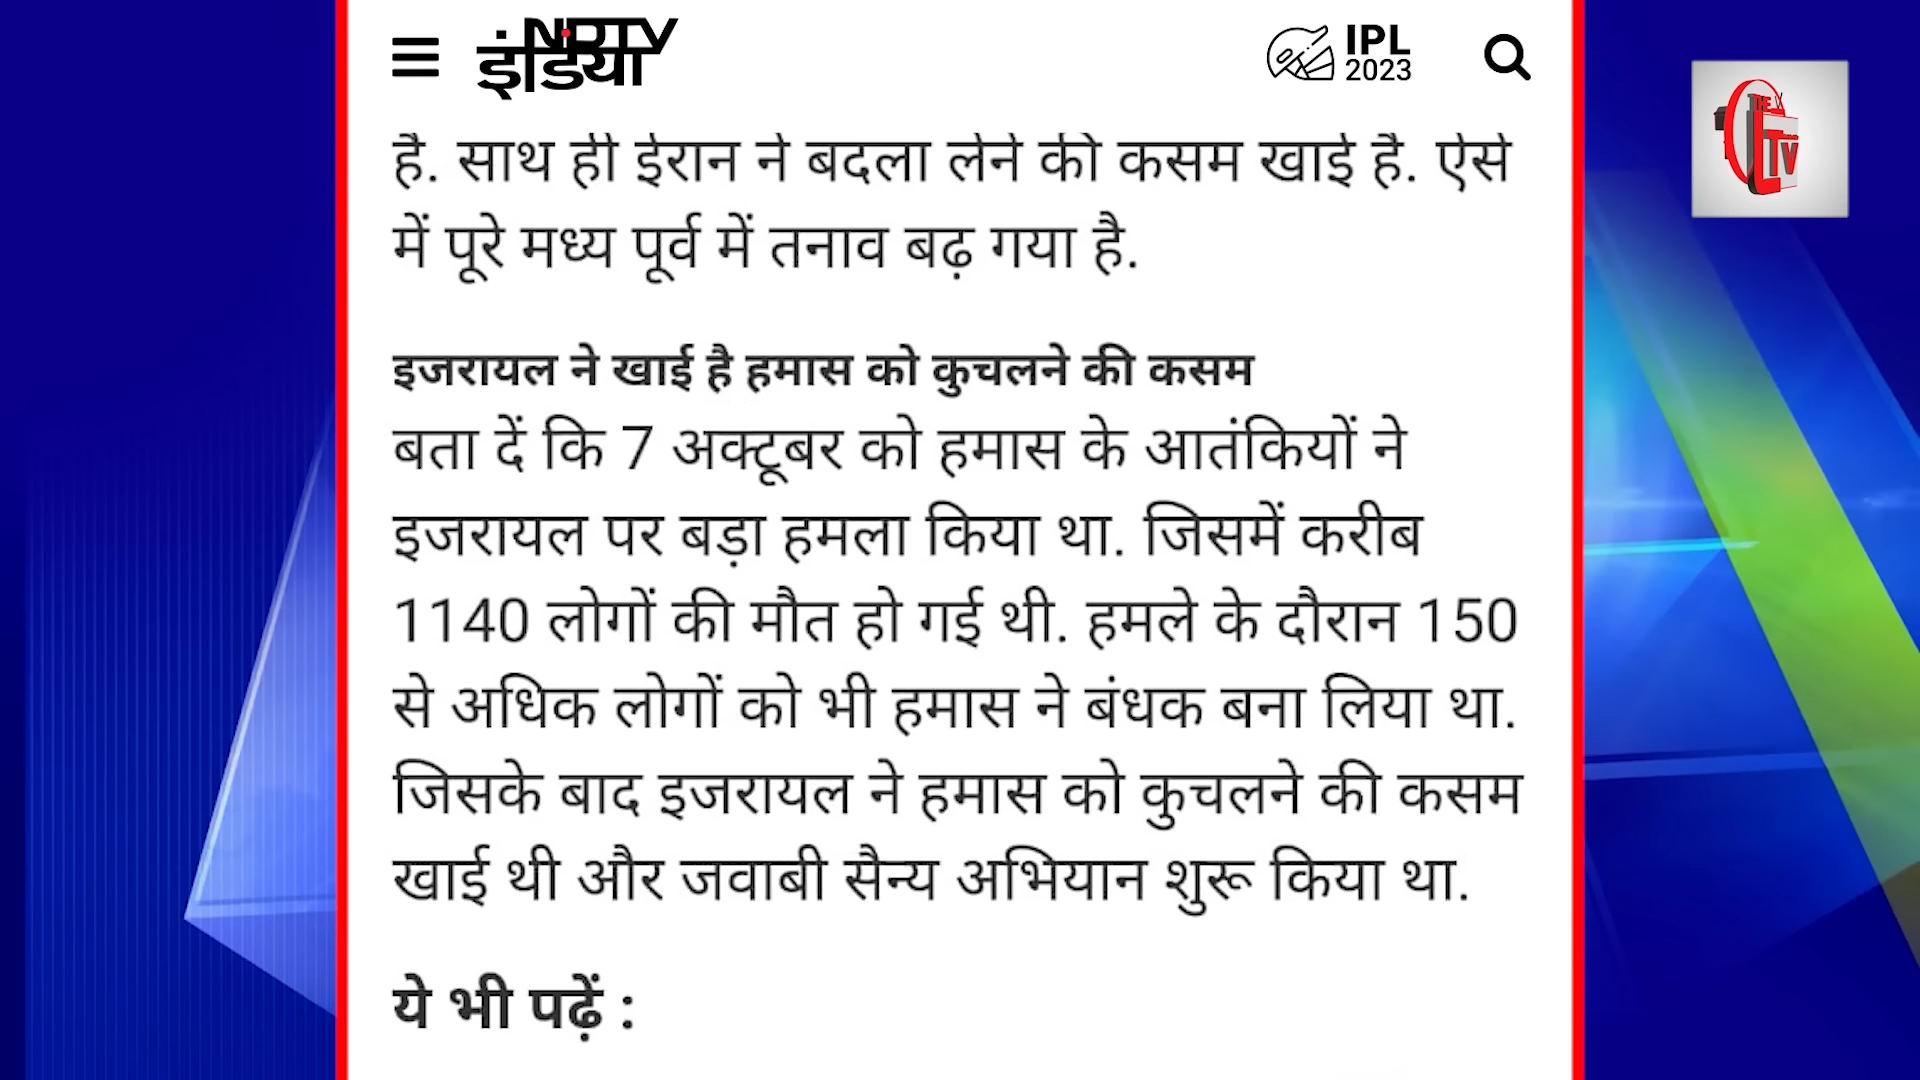 NDTV
इंडिया
IPL
2023
THE
TV
है. साथ ही ईरान ने बदला लेने की कसम खाई है. ऐसे
में पूरे मध्य पूर्व में तनाव बढ़ गया है.
इजरायल ने खाई है हमास को कुचलने की कसम
बता दें कि 7 अक्टूबर को हमास के आतंकियों ने
इजरायल पर बड़ा हमला किया था. जिसमें करीब
1140 लोगों की मौत हो गई थी. हमले के दौरान 150
से अधिक लोगों को भी हमास ने बंधक बना लिया था.
जिसके बाद इजरायल ने हमास को कुचलने की कसम
खाई थी और जवाबी सैन्य अभियान शुरू किया था.
ये भी पढ़ें :